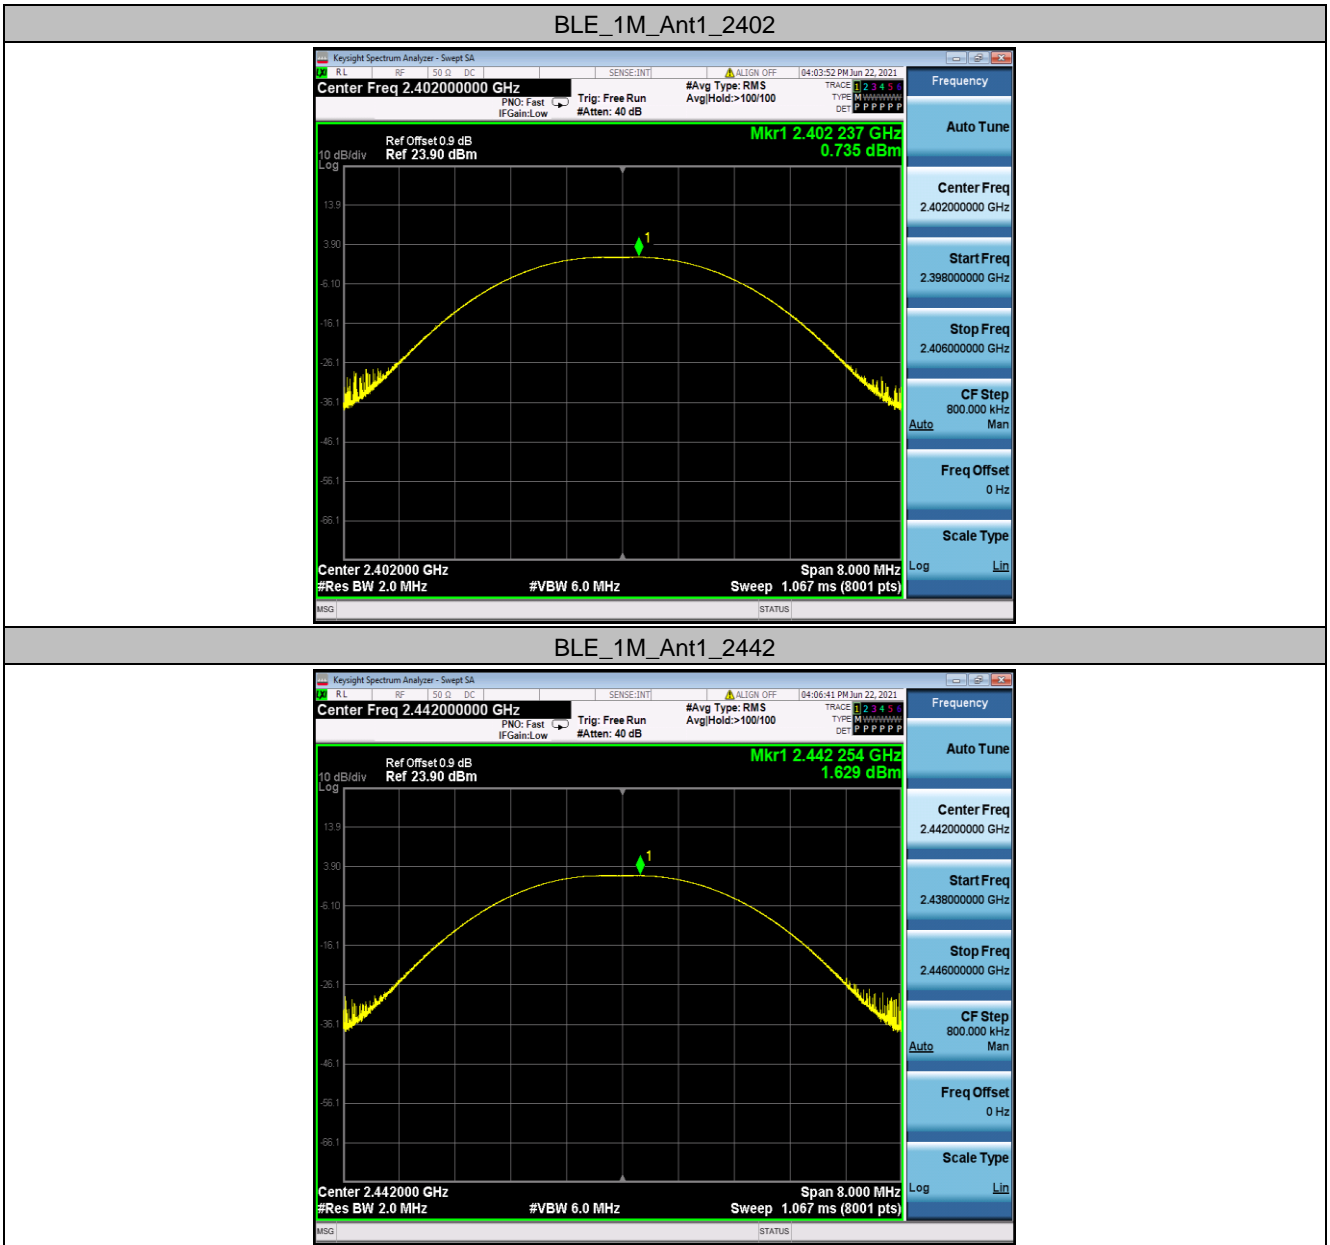 BLE_1M_Ant1_2402
Keysight Spectrum Analyzer - Swept SA
RL RF 50 Ω DC SENSE:INT ALIGN OFF 04:03:52 PM Jun 22, 2021
Center Freq 2.402000000 GHz
PNO: Fast
IFGain:Low
Trig: Free Run
#Atten: 40 dB
#Avg Type: RMS
Avg|Hold:>100/100
TRACE 1 2 3 4 5 6
TYPE M WWWWW
DET P P P P P P
Frequency
Mkr1 2.402 237 GHz
0.735 dBm
Ref Offset 0.9 dB
10 dB/div Ref 23.90 dBm
Log
13.9
3.90
-6.10
-16.1
-26.1
-36.1
-46.1
-56.1
-66.1
1
Center 2.402000 GHz Span 8.000 MHz
#Res BW 2.0 MHz #VBW 6.0 MHz Sweep 1.067 ms (8001 pts)
MSG STATUS
Auto Tune
Center Freq
2.402000000 GHz
Start Freq
2.398000000 GHz
Stop Freq
2.406000000 GHz
CF Step
800.000 kHz
Auto Man
Freq Offset
0 Hz
Scale Type
Log Lin
BLE_1M_Ant1_2442
Keysight Spectrum Analyzer - Swept SA
RL RF 50 Ω DC SENSE:INT ALIGN OFF 04:06:41 PM Jun 22, 2021
Center Freq 2.442000000 GHz
PNO: Fast
IFGain:Low
Trig: Free Run
#Atten: 40 dB
#Avg Type: RMS
Avg|Hold:>100/100
TRACE 1 2 3 4 5 6
TYPE M WWWWW
DET P P P P P P
Frequency
Mkr1 2.442 254 GHz
1.629 dBm
Ref Offset 0.9 dB
10 dB/div Ref 23.90 dBm
Log
13.9
3.90
-6.10
-16.1
-26.1
-36.1
-46.1
-56.1
-66.1
1
Center 2.442000 GHz Span 8.000 MHz
#Res BW 2.0 MHz #VBW 6.0 MHz Sweep 1.067 ms (8001 pts)
MSG STATUS
Auto Tune
Center Freq
2.442000000 GHz
Start Freq
2.438000000 GHz
Stop Freq
2.446000000 GHz
CF Step
800.000 kHz
Auto Man
Freq Offset
0 Hz
Scale Type
Log Lin